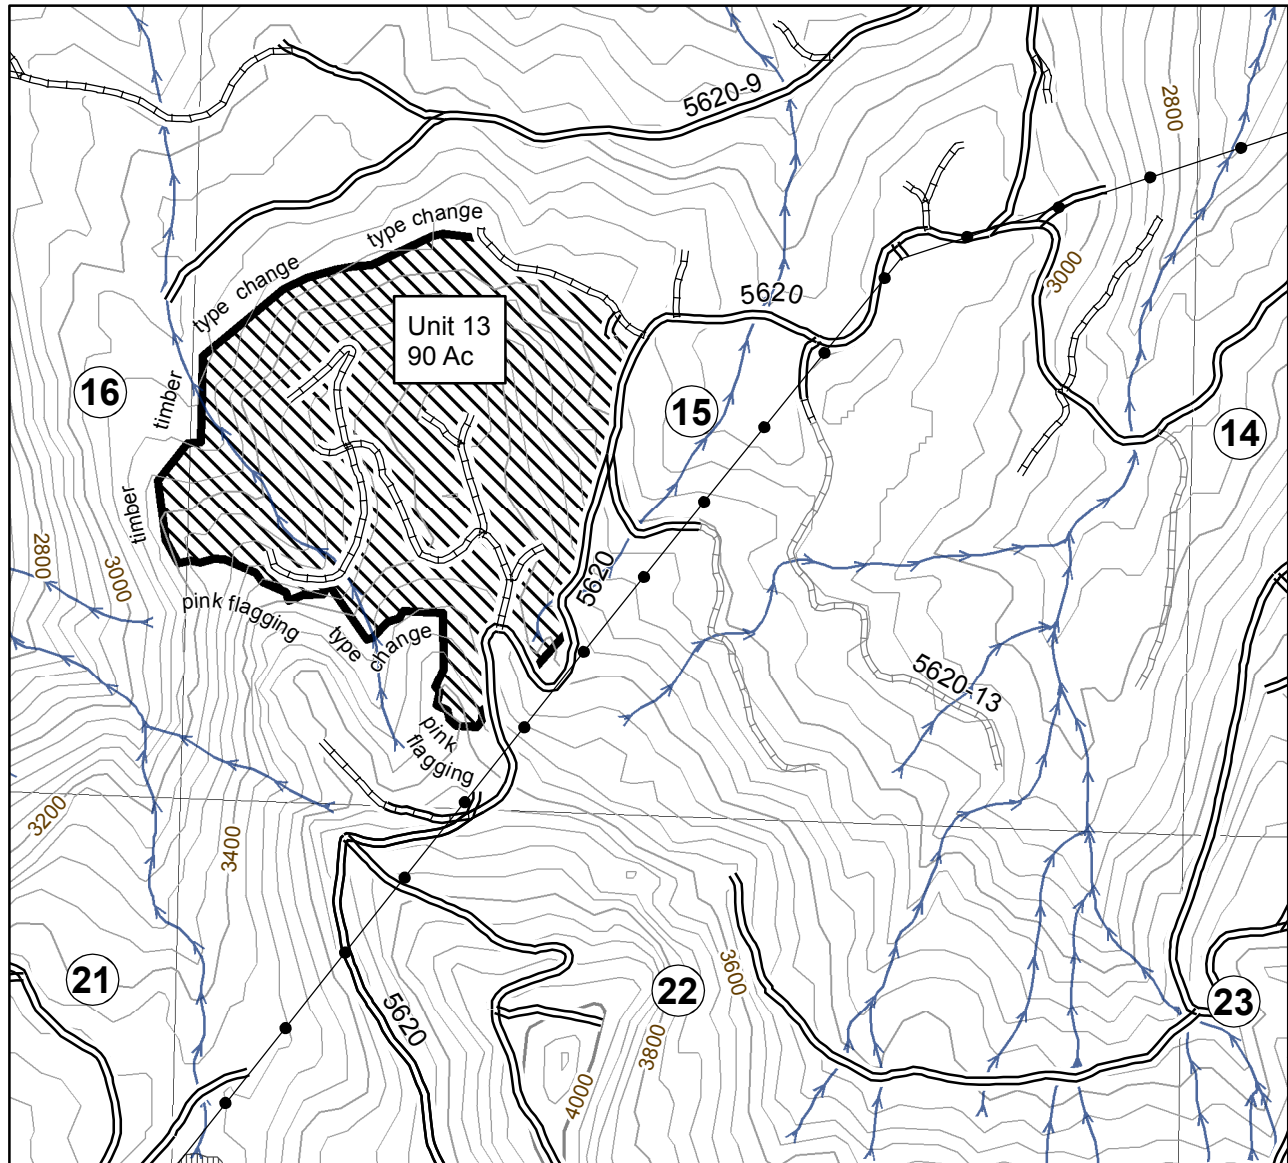 5620-9
2800
type change
type change
5620
3000
Unit 13
90 Ac
16
timber
15
14
timber
2800
3000
5620
pink flagging
type change
5620-13
pink
flagging
3200
3400
21
22
3600
23
5620
3800
4000